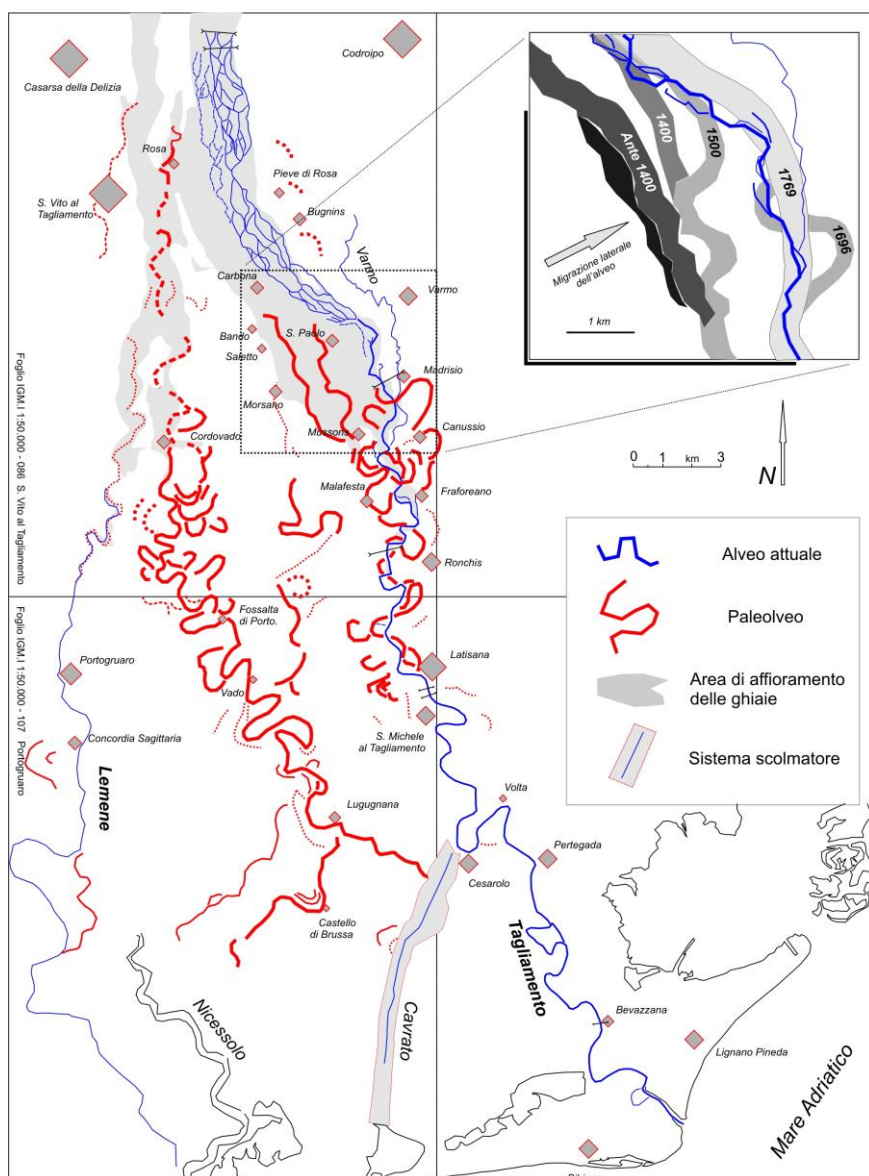 Codroipo
Casarsa della Delizia
Rosa
Pieve di Rosa
S. Vito al
Tagliamento
Bugnins
Varmo
Carbona
Varmo
Bando
S. Paolo
Saletto
Madrisio
Morsano
Mussons
Canussio
Cordovado
Malafesta
Fraforeano
Ronchis
Foglio IGM.I 1:50.000 - 086 S. Vito al Tagliamento
Ante 1400
1400
1500
1769
1696
Migrazione laterale
dell'alveo
1 km
0 1 km 3
N
Alveo attuale
Paleolveo
Area di affioramento
delle ghiaie
Sistema scolmatore
Fossalta
di Porto.
Portogruaro
Latisana
Vado
Foglio IGM.I 1:50.000 - 107 Portogruaro
Concordia Sagittaria
S. Michele
al Tagliamento
Lemene
Volta
Lugugnana
Pertegada
Cesarolo
Castello
di Brussa
Tagliamento
Nicessolo
Cavrato
Bevazzana
Lignano Pineda
Mare Adriatico